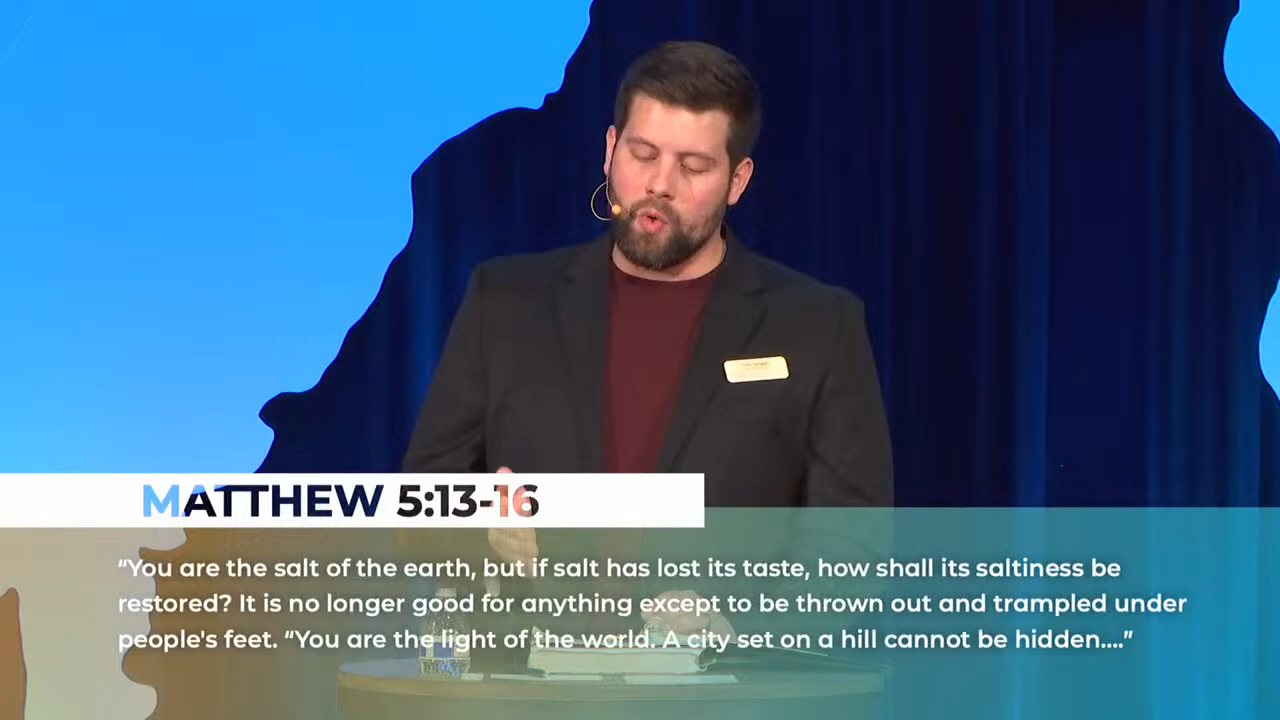 MATTHEW 5:13-16
“You are the salt of the earth, but if salt has lost its taste, how shall its saltiness be
restored? It is no longer good for anything except to be thrown out and trampled under
people's feet. “You are the light of the world. A city set on a hill cannot be hidden....”